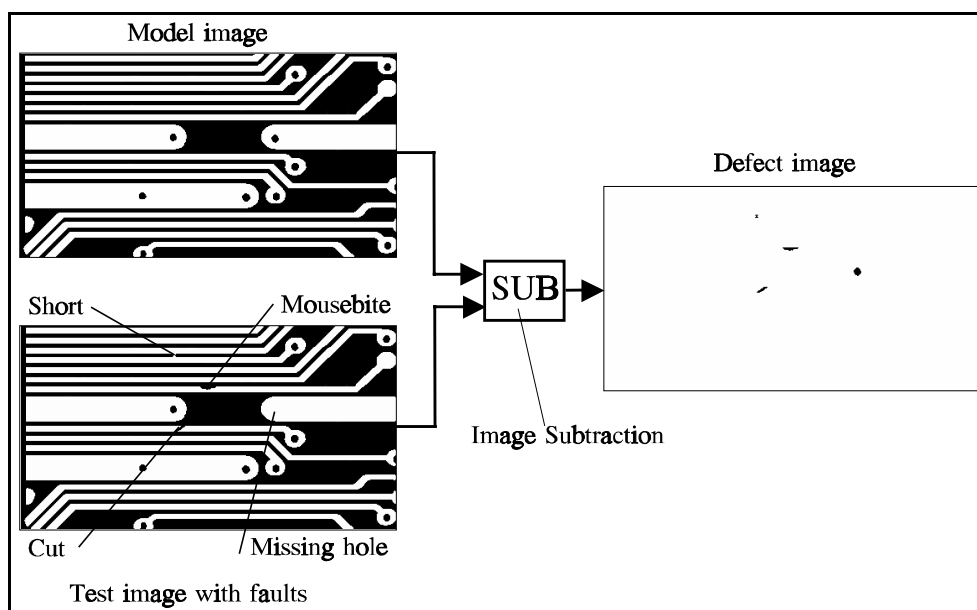 Model image
Defect image
Short
Mousebite
SUB
Image Subtraction
Cut
Missing hole
Test image with faults